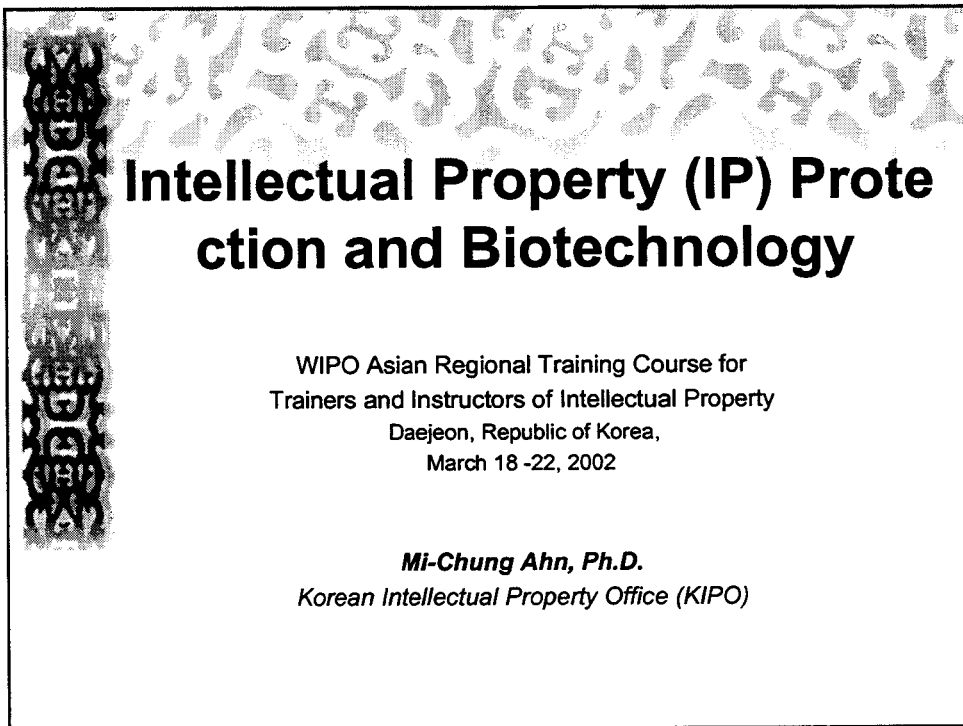 Intellectual Property (IP) Prote
ction and Biotechnology
WIPO Asian Regional Training Course for
Trainers and Instructors of Intellectual Property
Daejeon, Republic of Korea,
March 18 -22, 2002
Mi-Chung Ahn, Ph.D.
Korean Intellectual Property Office (KIPO)